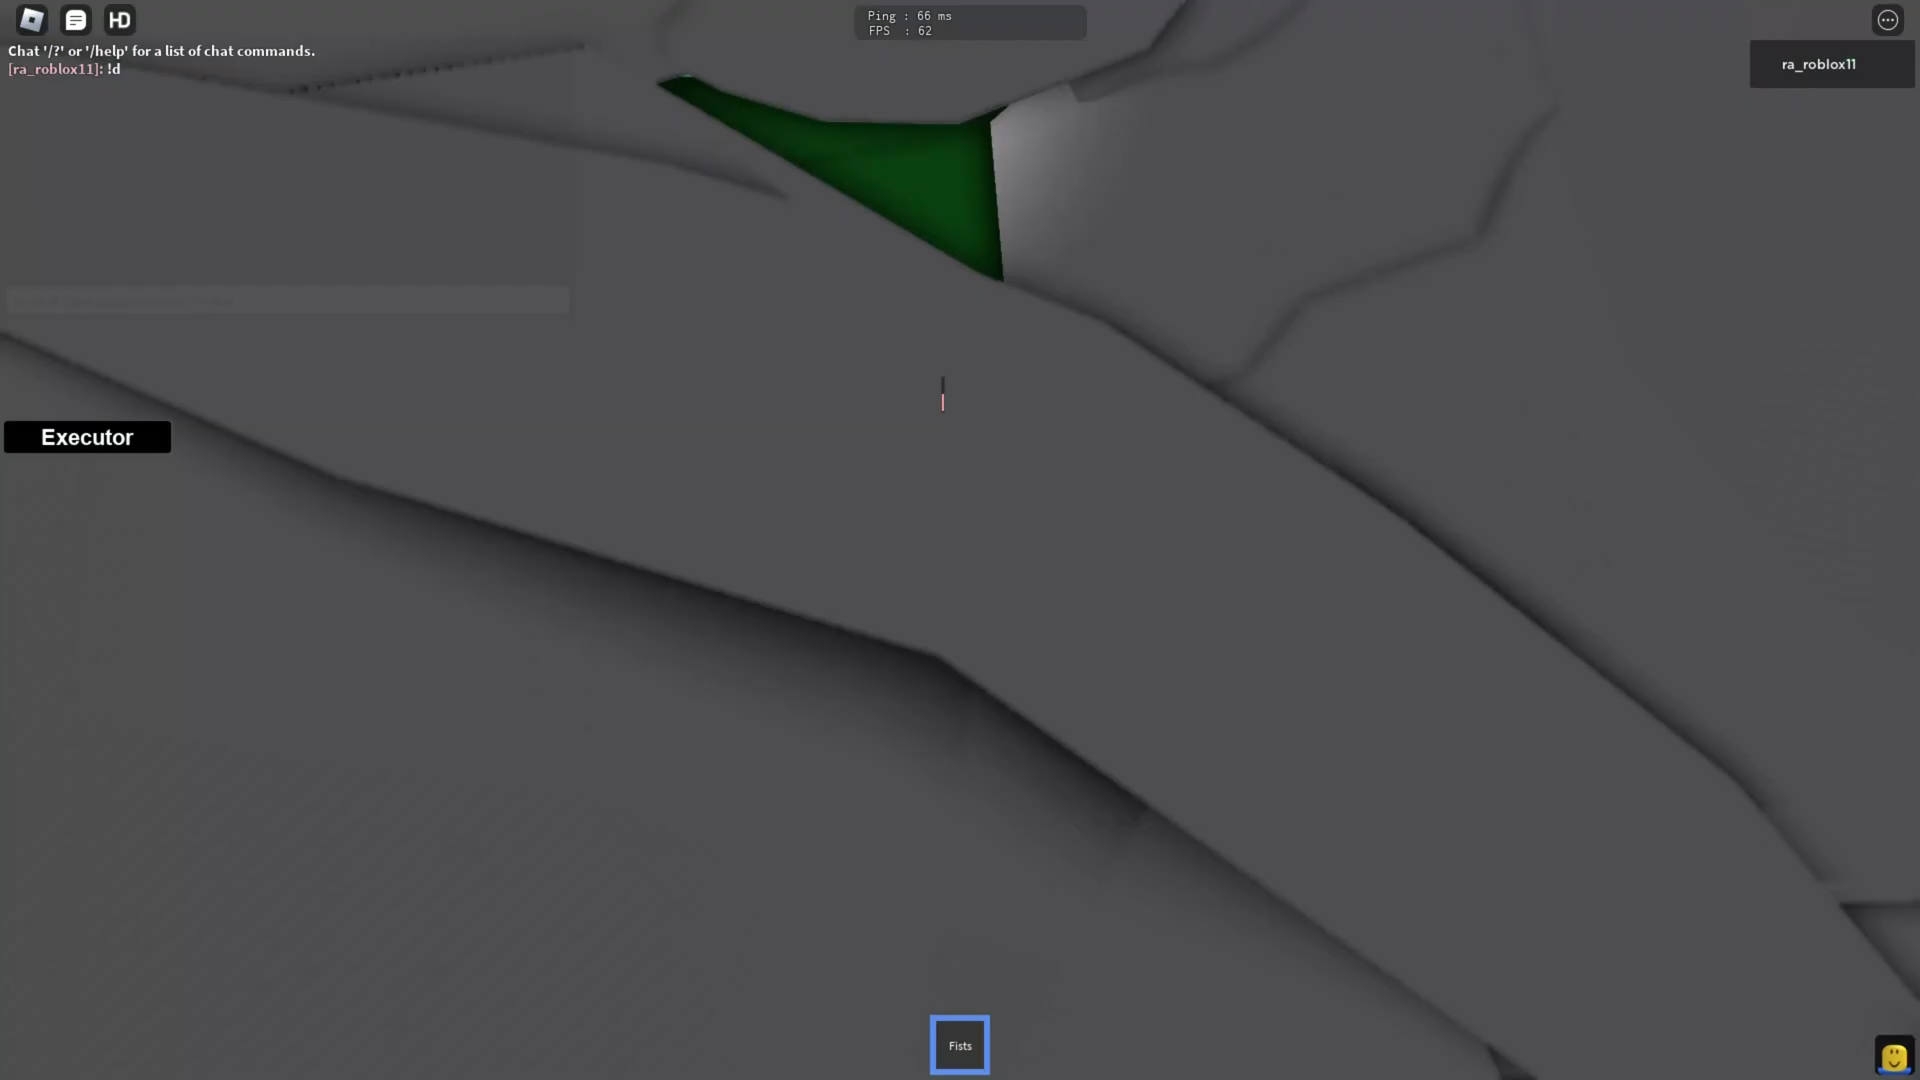 HD
Ping : 66 ms
FPS : 62
Chat '/?' or '/help' for a list of chat commands.
[ra_roblox11]: !d
ra_roblox11
Executor
Fists